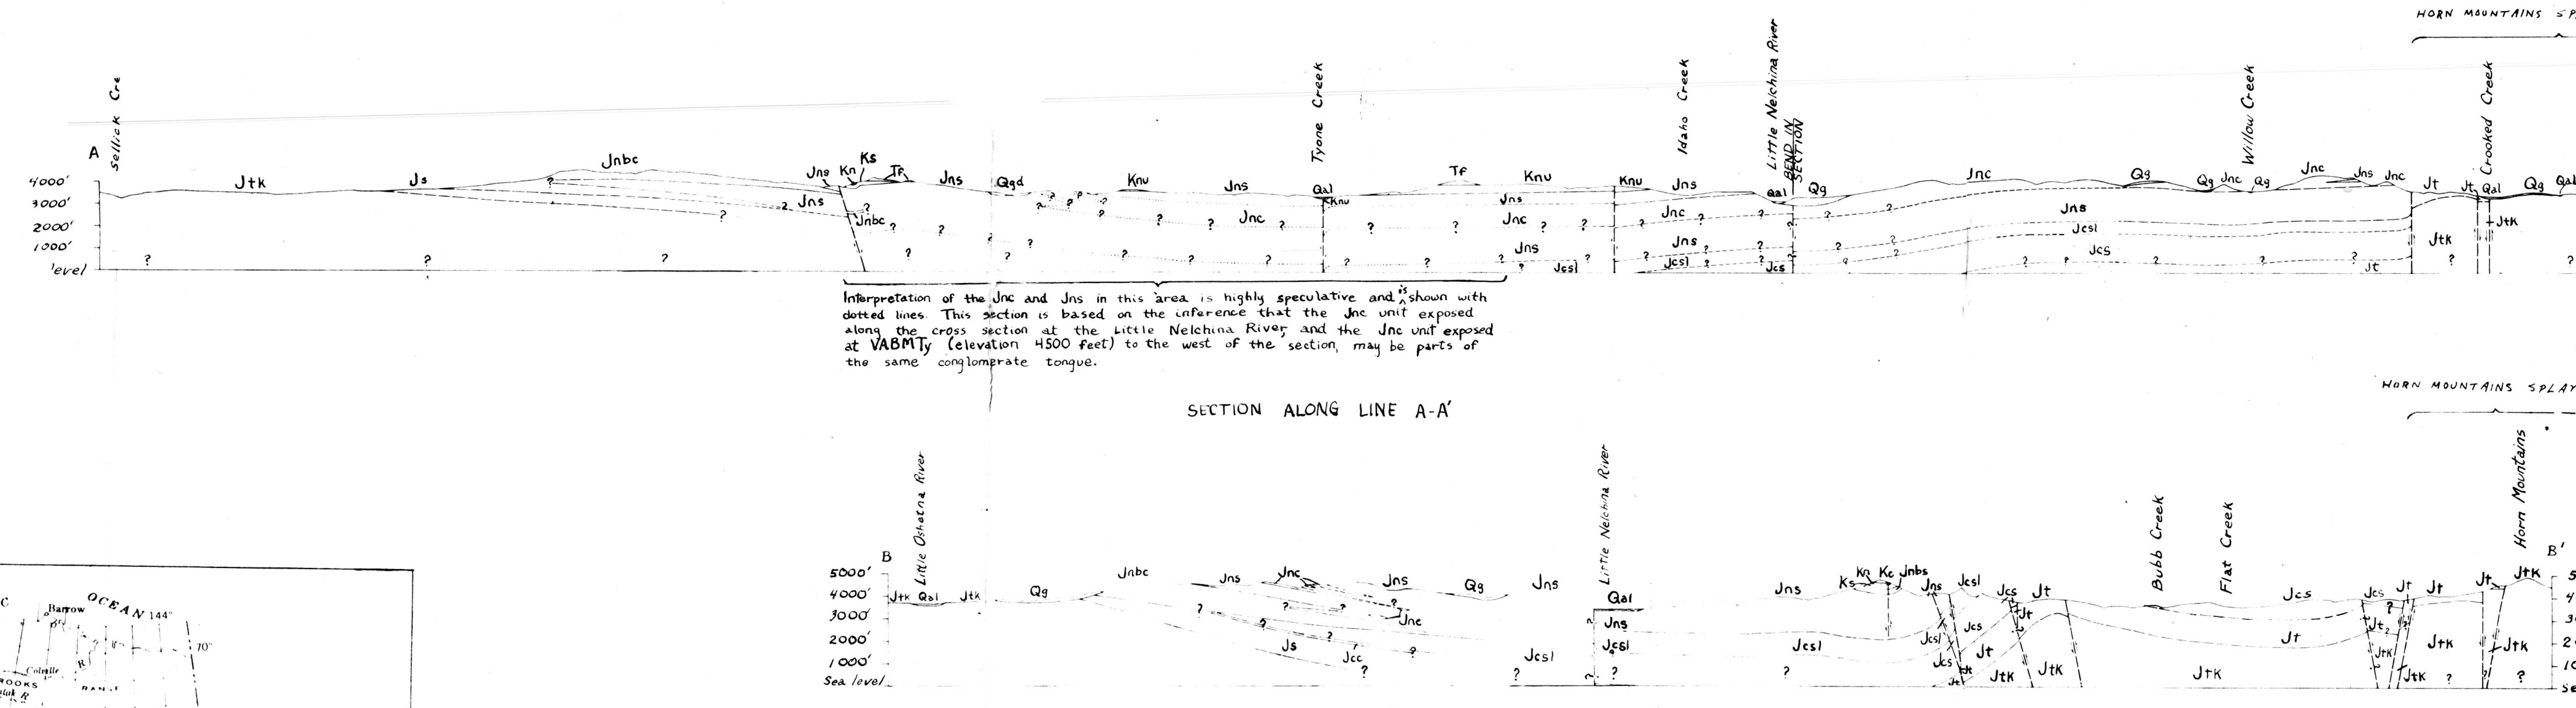 HORN MOUNTAINS SP
Sellick Cre
Tyone Creek
Idaho Creek
Little Nelchina River
BEND IN
SECTION
Willow Creek
Crooked Creek
A
4000'
3000'
2000'
1000'
level
Jtk Js Jnbc Jns Kn Ks Tf Jns Qgd Knu Jns Qal Tf Knu Knu Jns Qal Qg Jnc Qg Qg Jnc Qg Jnc Jns Jnc Jt Jt Qal Qg Qal
Jns Knu Jns Jns
Jnbc Jnc Jnc Jnc Jcsl Jtk
Jns Jns Jcs Jtk
Jcsl Jcsl Jcs Jt
Interpretation of the Jnc and Jns in this area is highly speculative and is shown with
dotted lines. This section is based on the inference that the Jnc unit exposed
along the cross section at the Little Nelchina River, and the Jnc unit exposed
at VABMTy (elevation 4500 feet) to the west of the section, may be parts of
the same conglomerate tongue.
SECTION ALONG LINE A-A'
HORN MOUNTAINS SPLAY
Little Oshetna River
Little Nelchina River
Bubb Creek
Flat Creek
Horn Mountains
B
B'
5000'
4000'
3000'
2000'
1000'
Sea level
Jtk Qal Jtk Qg Jnbc Jns Jnc Jns Qg Jns Qal Jns Ks Kn Kc Jnbs Jns Jcsl Jcs Jt Jcs Jcs Jt Jt Jt Jtk
Jnc Jns Jcsl Jcs Jt Jt
Js Jcc Jcsl Jcsl Jcsl Jcs Jt Jt Jtk Jtk Jtk
Jt Jtk Jtk Jtk Jtk ?
C
Barrow
OCEAN 144°
70°
Colville
ROOKS
RANGE
R